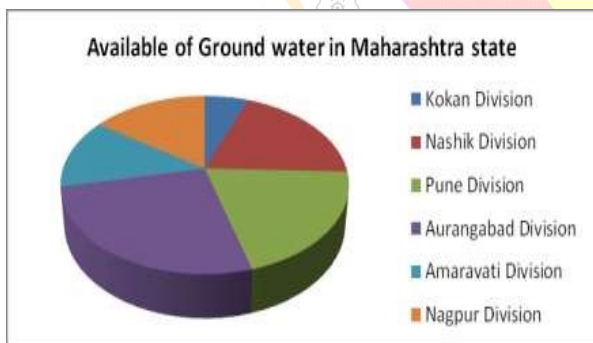 Available of Ground water in Maharashtra state
Kokan Division
Nashik Division
Pune Division
Aurangabad Division
Amaravati Division
Nagpur Division